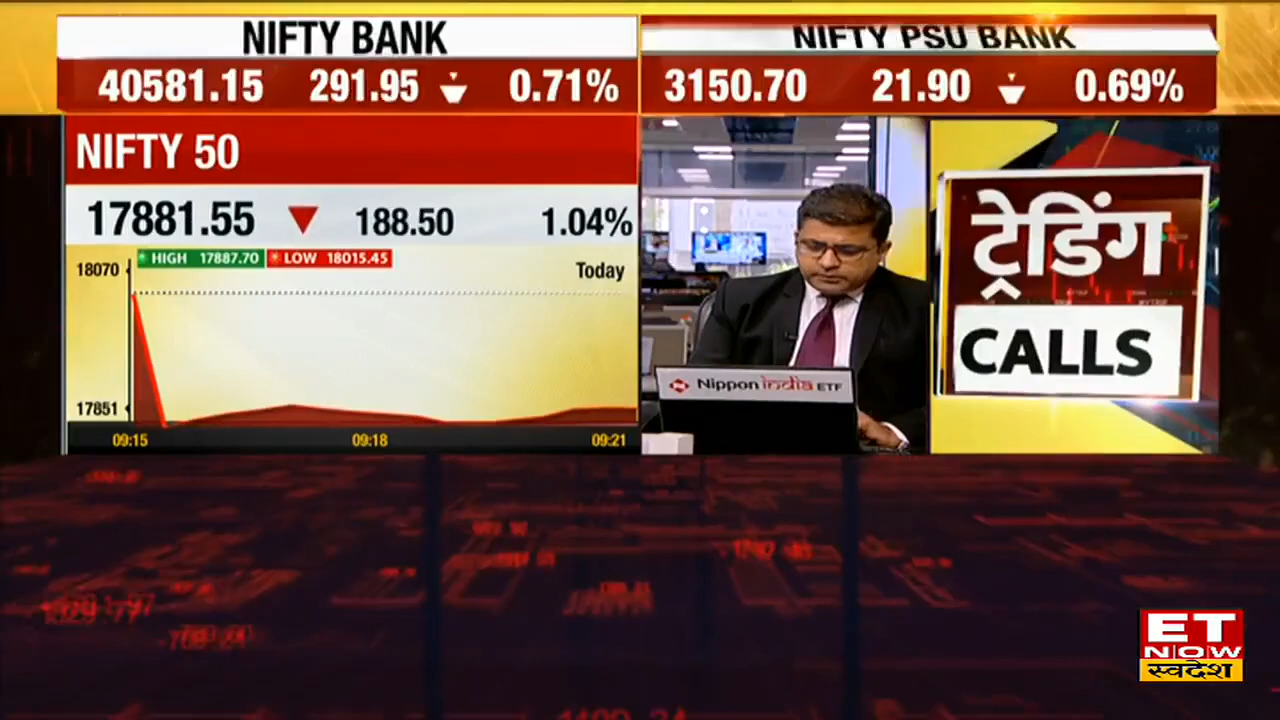 NIFTY BANK
40581.15 291.95 0.71%
NIFTY PSU BANK
3150.70 21.90 0.69%
NIFTY 50
17881.55 188.50 1.04%
HIGH 17887.70 LOW 18015.45
Today
18070
17851
09:15 09:18 09:21
Nippon india ETF
ट्रेडिंग
CALLS
ET
NOW
स्वदेश